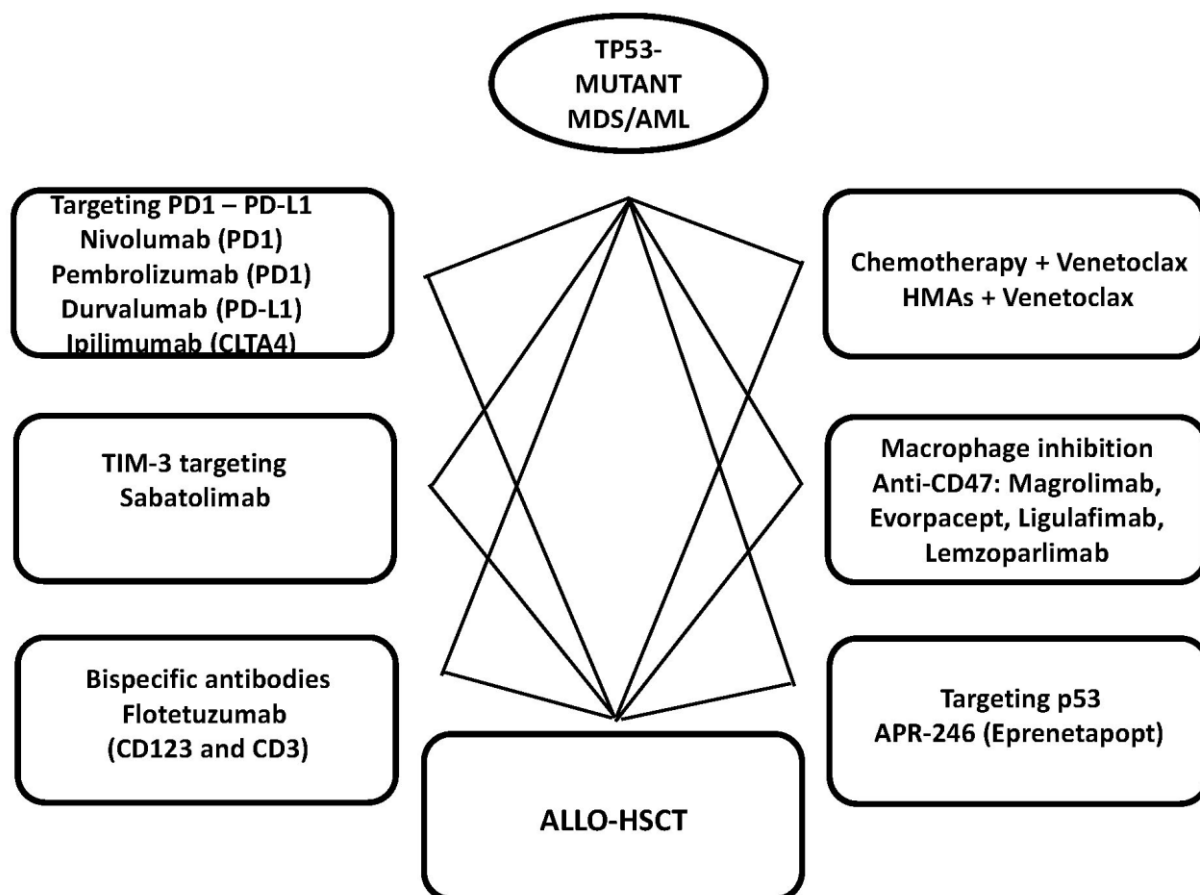 TP53-
MUTANT
MDS/AML
Targeting PD1 – PD-L1
Nivolumab (PD1)
Pembrolizumab (PD1)
Durvalumab (PD-L1)
Ipilimumab (CLTA4)
Chemotherapy + Venetoclax
HMAs + Venetoclax
TIM-3 targeting
Sabatolimab
Macrophage inhibition
Anti-CD47: Magrolimab,
Evorpacept, Ligulafimab,
Lemzoparlimab
Bispecific antibodies
Flotetuzumab
(CD123 and CD3)
Targeting p53
APR-246 (Eprenetapopt)
ALLO-HSCT